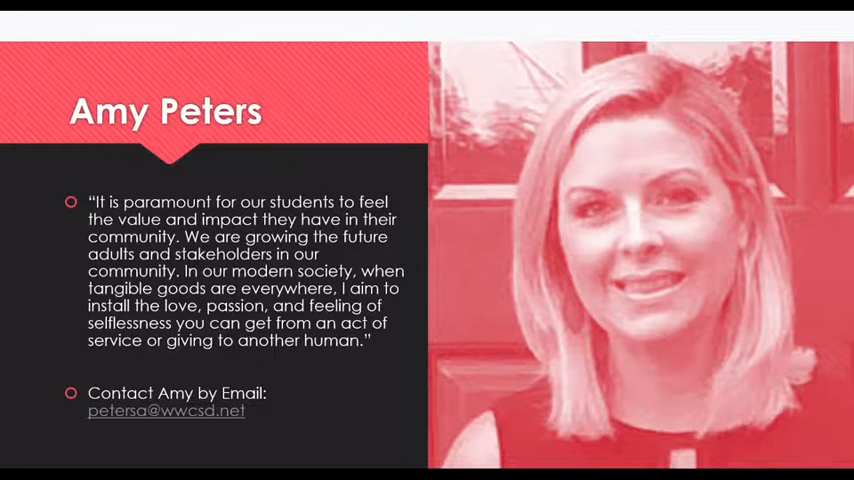 Amy Peters
“It is paramount for our students to feel
the value and impact they have in their
community. We are growing the future
adults and stakeholders in our
community. In our modern society, when
tangible goods are everywhere, I aim to
install the love, passion, and feeling of
selflessness you can get from an act of
service or giving to another human.”
Contact Amy by Email:
petersa@wwcsd.net